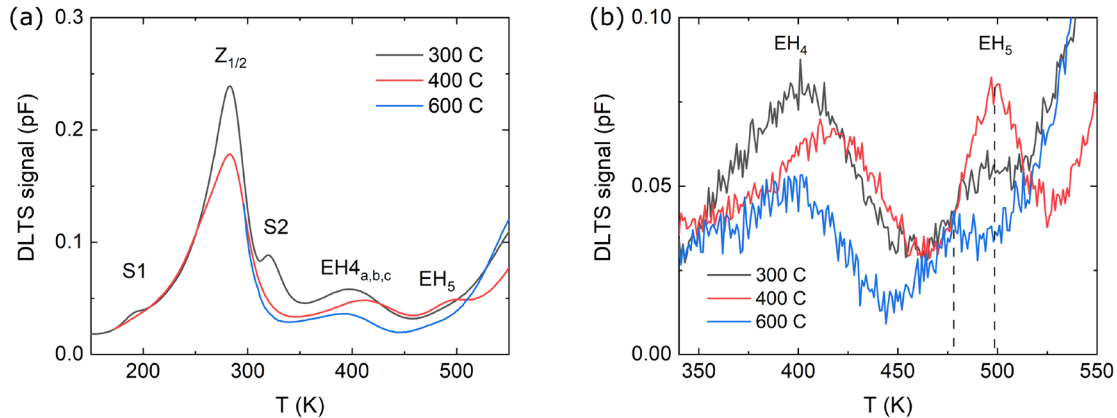 (a)
0.3
0.2
0.1
0.0
DLTS signal (pF)
S1
Z1/2
S2
EH4a,b,c
EH5
300 C
400 C
600 C
200
300
400
500
T (K)
(b)
0.10
0.05
0.00
DLTS signal (pF)
EH4
EH5
300 C
400 C
600 C
350
400
450
500
550
T (K)